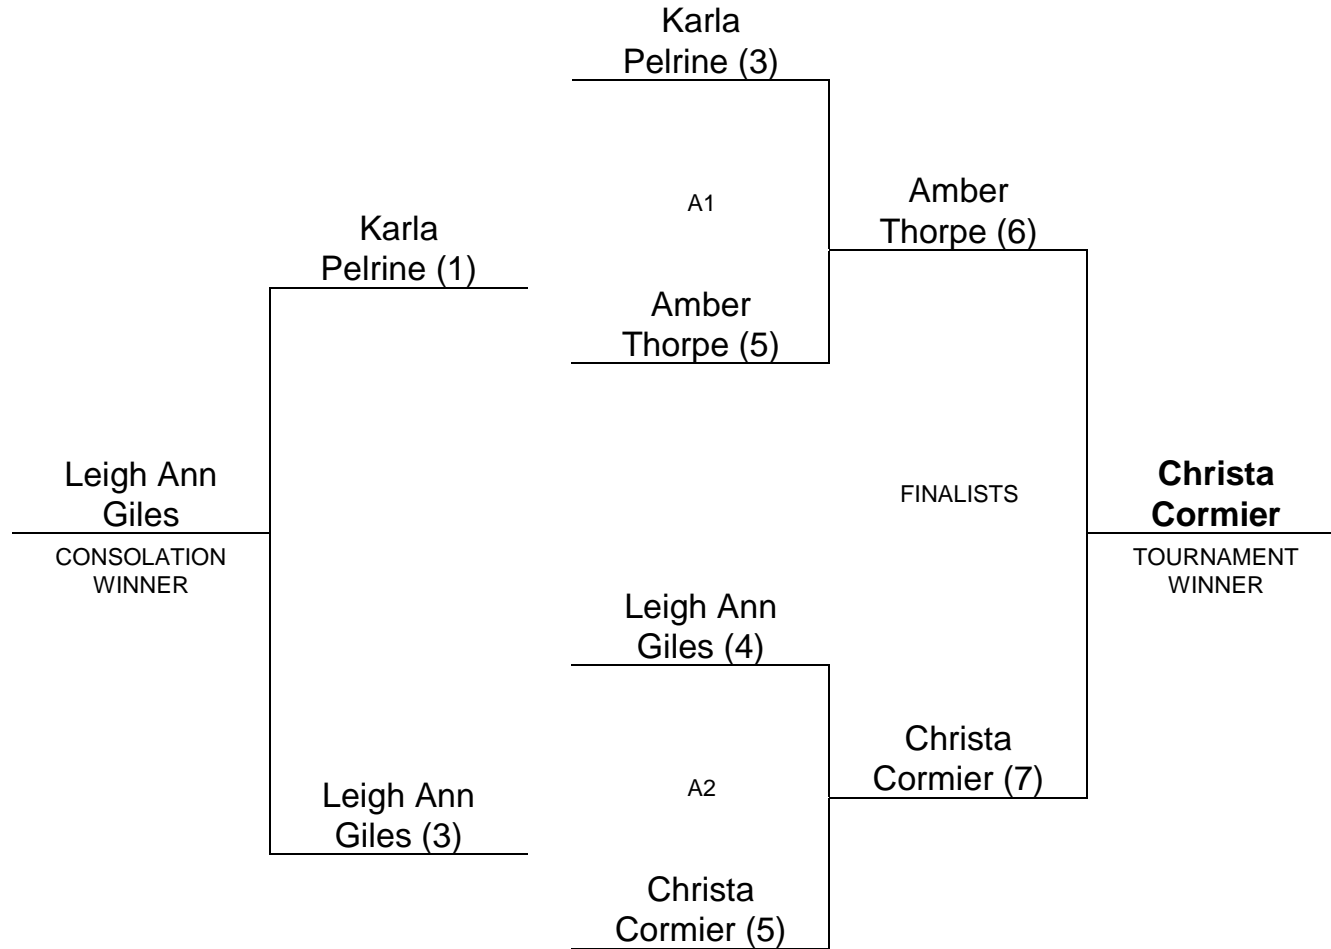 Karla
Pelrine (3)
A1
Amber
Thorpe (6)
Karla
Pelrine (1)
Amber
Thorpe (5)
Leigh Ann
Giles
CONSOLATION
WINNER
FINALISTS
Christa
Cormier
TOURNAMENT
WINNER
Leigh Ann
Giles (4)
Christa
Cormier (7)
A2
Leigh Ann
Giles (3)
Christa
Cormier (5)